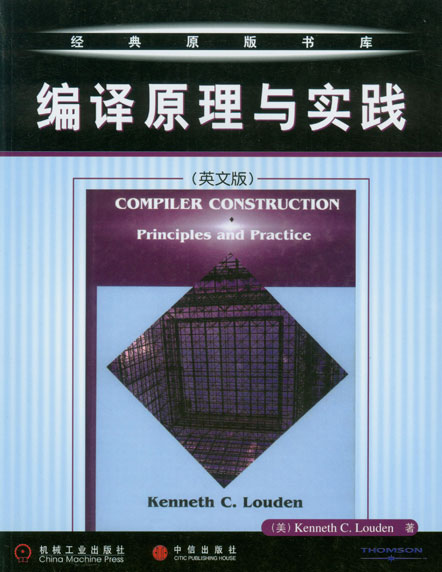 经典原版书库
编译原理与实践
(英文版)
COMPILER CONSTRUCTION
Principles and Practice
Kenneth C. Louden
(美) Kenneth C. Louden 著
机械工业出版社
China Machine Press
中信出版社
CITIC PUBLISHING HOUSE
THOMSON